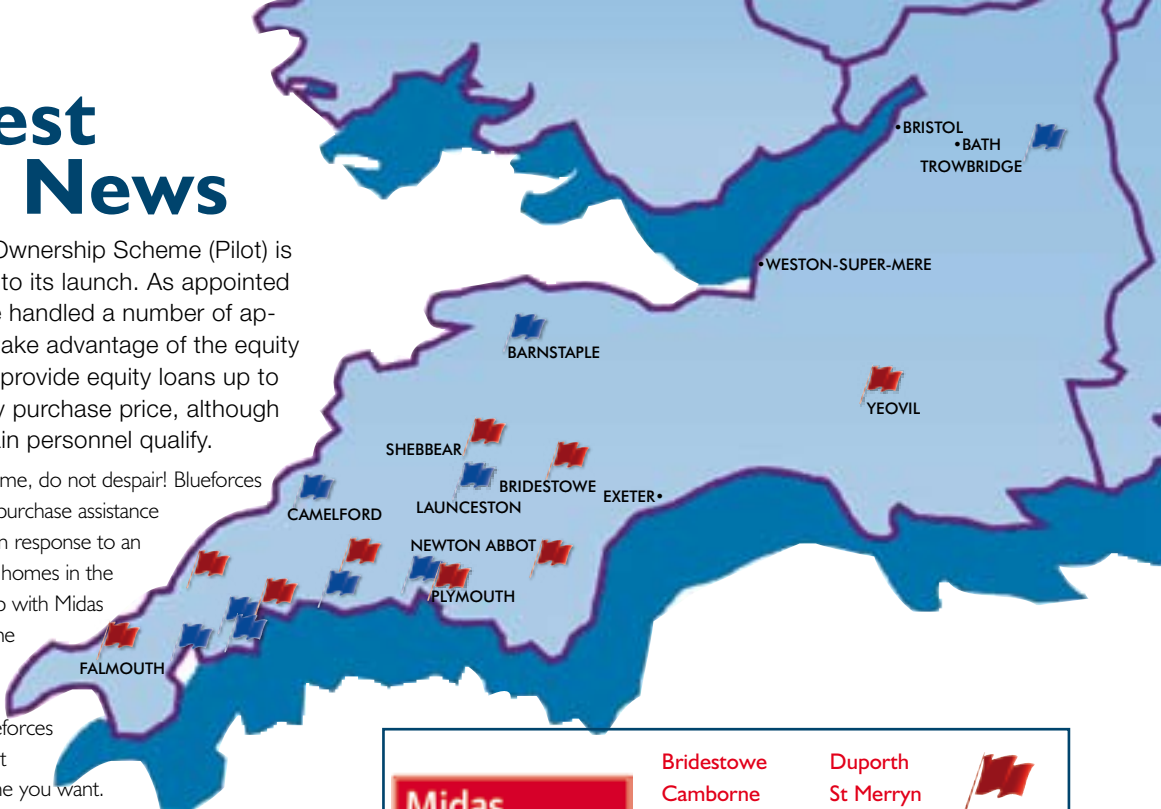 est
News
Ownership Scheme (Pilot) is
to its launch. As appointed
handled a number of ap-
ake advantage of the equity
provide equity loans up to
purchase price, although
ain personnel qualify.
me, do not despair! Blueforces
purchase assistance
n response to an
homes in the
with Midas
eforces
you want.
•BRISTOL
•BATH
TROWBRIDGE
•WESTON-SUPER-MERE
BARNSTAPLE
YEOVIL
SHEBBEAR
BRIDESTOWE
EXETER•
LAUNCESTON
CAMELFORD
NEWTON ABBOT
PLYMOUTH
FALMOUTH
Midas
Bridestowe
Camborne
Duporth
St Merryn